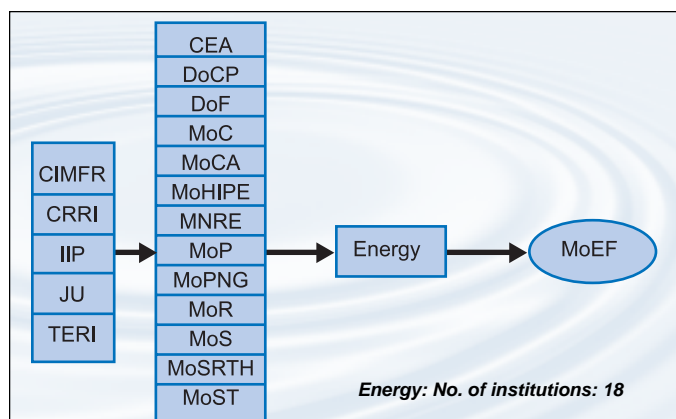 CIMFR
CRRI
IIP
JU
TERI
CEA
DoCP
DoF
MoC
MoCA
MoHIPE
MNRE
MoP
MoPNG
MoR
MoS
MoSRTH
MoST
Energy
MoEF
Energy: No. of institutions: 18